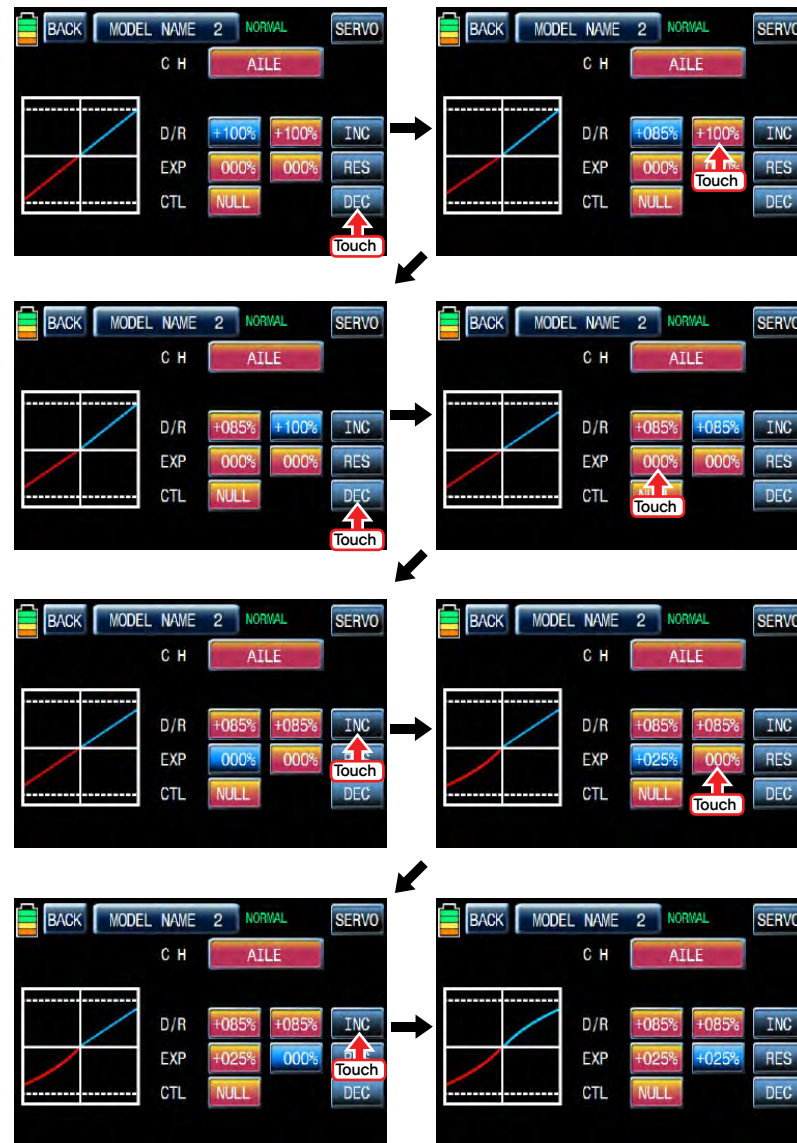 BACK MODEL NAME 2 NORMAL SERVO
C H AILE
D/R +100% +100% INC
EXP 000% 000% RES
CTL NULL DEC
Touch
BACK MODEL NAME 2 NORMAL SERVO
C H AILE
D/R +085% +100% INC
EXP 000% RES
Touch
CTL NULL DEC
BACK MODEL NAME 2 NORMAL SERVO
C H AILE
D/R +085% +100% INC
EXP 000% 000% RES
CTL NULL DEC
Touch
BACK MODEL NAME 2 NORMAL SERVO
C H AILE
D/R +085% +085% INC
EXP 000% 000% RES
CTL DEC
Touch
BACK MODEL NAME 2 NORMAL SERVO
C H AILE
D/R +085% +085% INC
EXP 000% 000%
Touch
CTL NULL DEC
BACK MODEL NAME 2 NORMAL SERVO
C H AILE
D/R +085% +085% INC
EXP +025% 000% RES
CTL NULL DEC
Touch
BACK MODEL NAME 2 NORMAL SERVO
C H AILE
D/R +085% +085% INC
EXP +025% 000%
Touch
CTL NULL DEC
BACK MODEL NAME 2 NORMAL SERVO
C H AILE
D/R +085% +085% INC
EXP +025% +025% RES
CTL NULL DEC